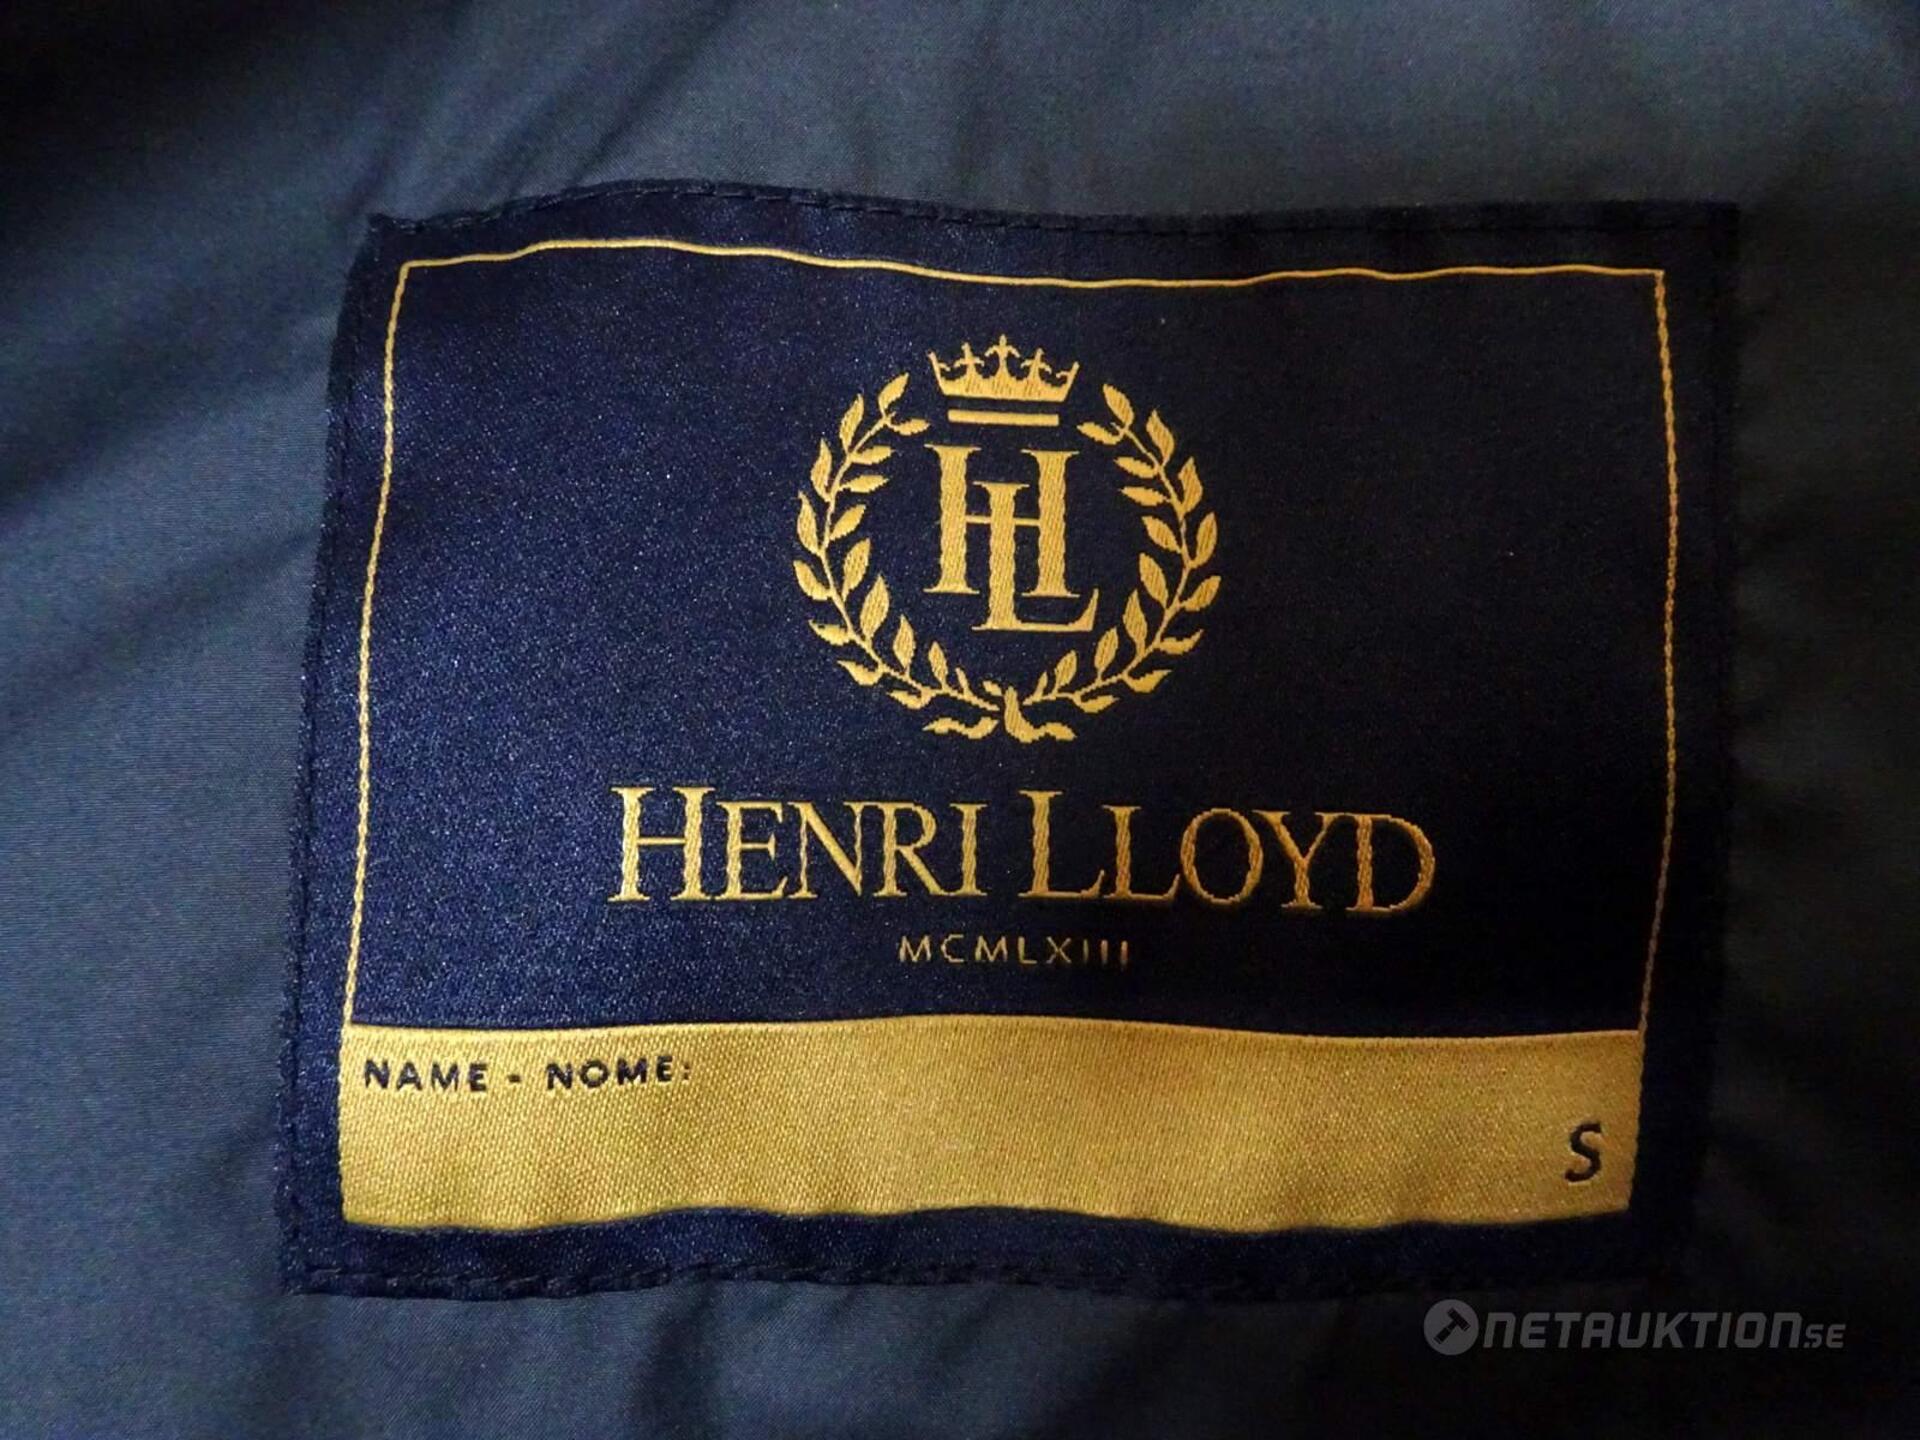 HL
HENRI LLOYD
MCMLXIII
NAME - NOME:
S
NETAUKTION.SE